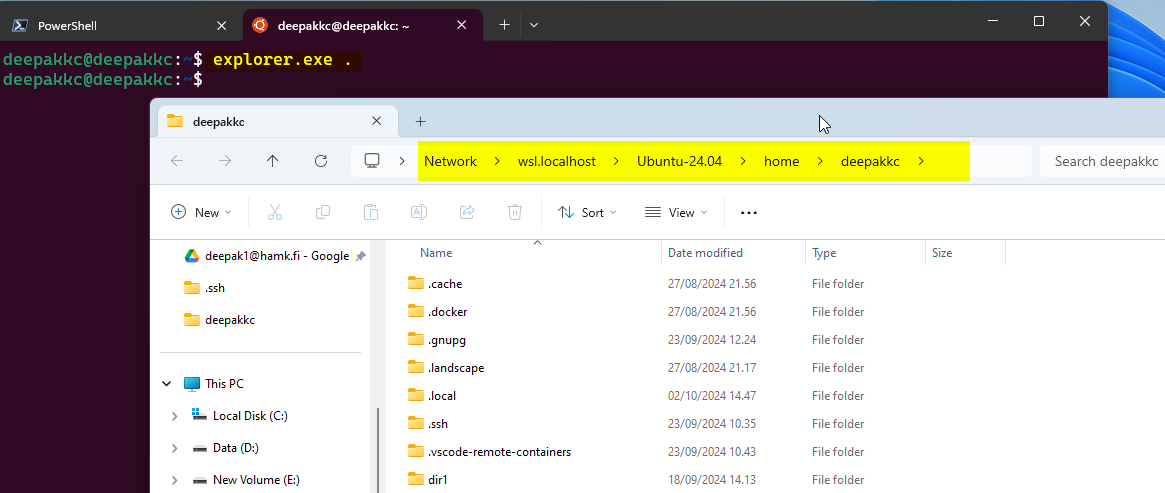 PowerShell
deepakkc@deepakkc: ~
deepakkc@deepakkc:~$ explorer.exe .
deepakkc@deepakkc:~$
deepakkc
Network > wsl.localhost > Ubuntu-24.04 > home > deepakkc >
Search deepakkc
New
Sort
View
deepak1@hamk.fi - Google
.ssh
deepakkc
This PC
Local Disk (C:)
Data (D:)
New Volume (E:)
Name Date modified Type Size
.cache 27/08/2024 21.56 File folder
.docker 27/08/2024 21.56 File folder
.gnupg 23/09/2024 12.24 File folder
.landscape 27/08/2024 21.17 File folder
.local 02/10/2024 14.47 File folder
.ssh 23/09/2024 10.35 File folder
.vscode-remote-containers 23/09/2024 10.43 File folder
dir1 18/09/2024 14.13 File folder